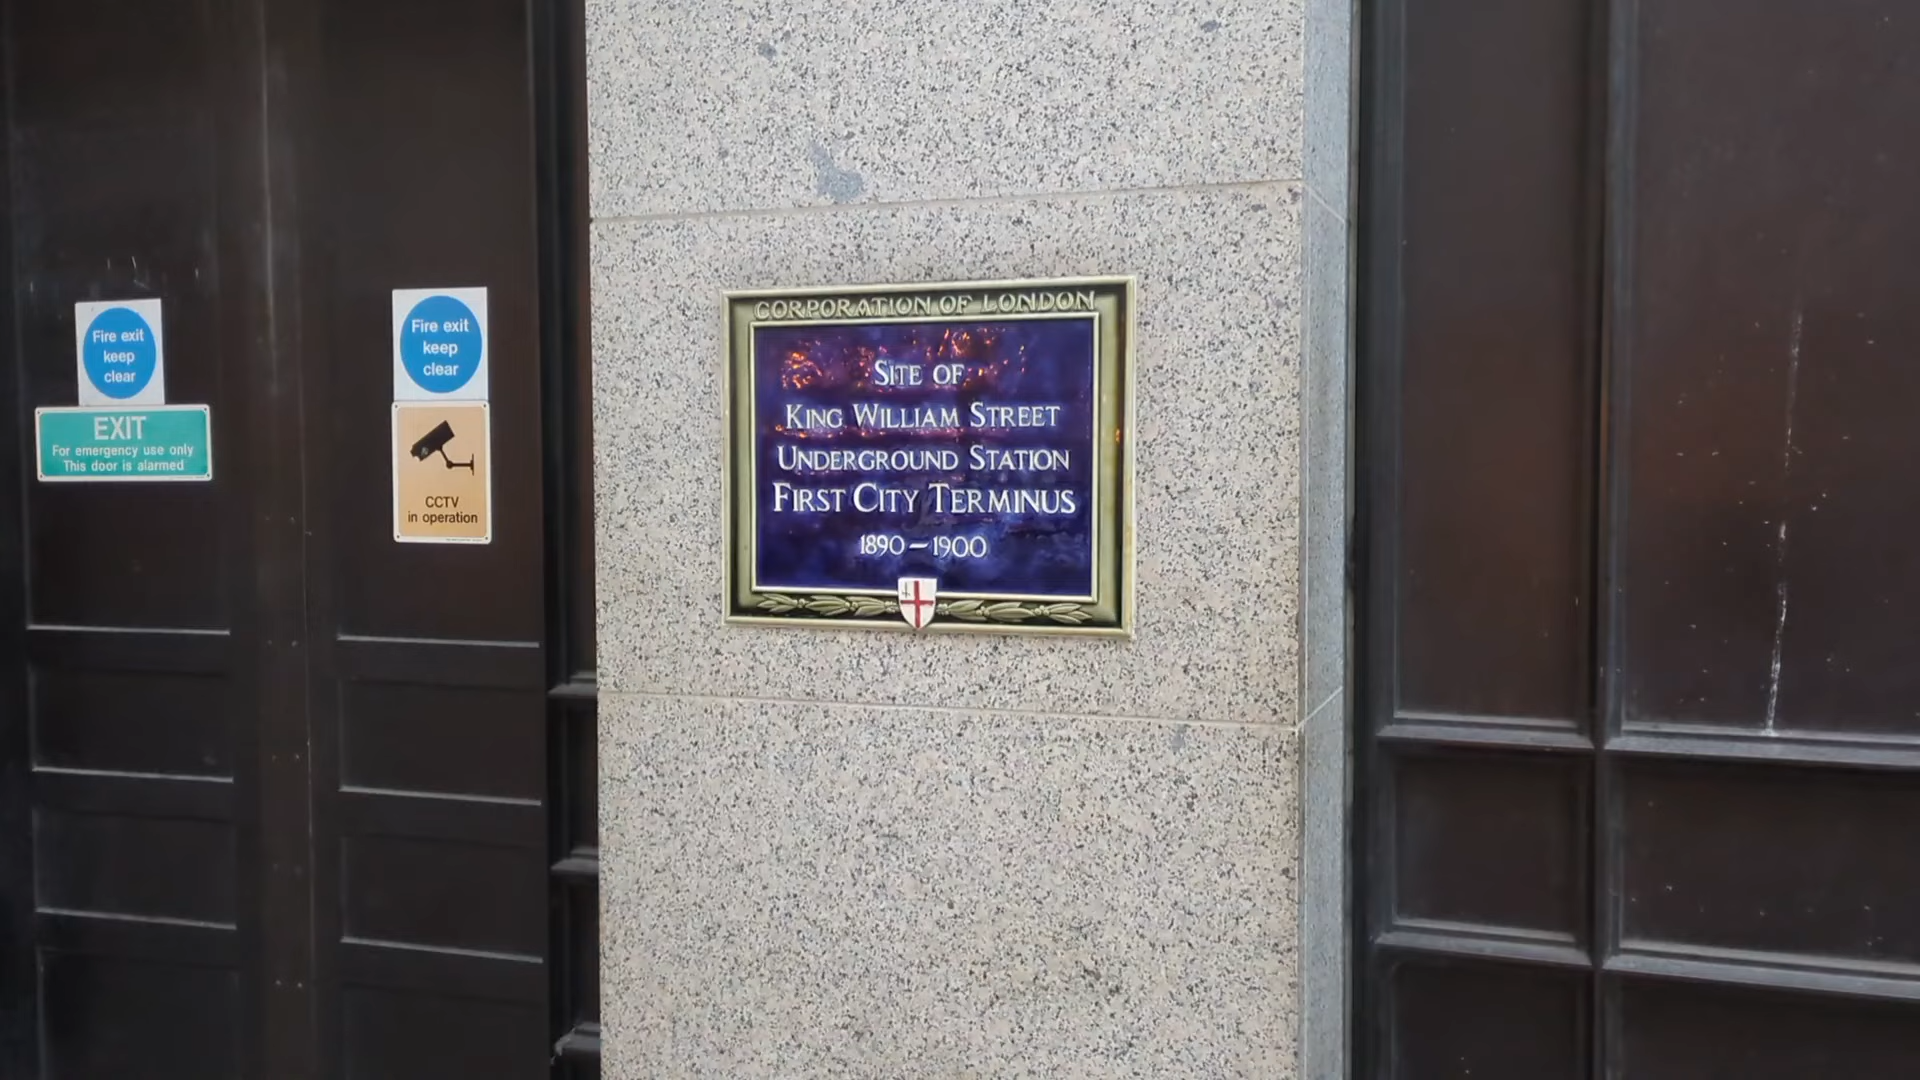 Fire exit
keep
clear
EXIT
For emergency use only
This door is alarmed
Fire exit
keep
clear
CCTV
in operation
CORPORATION OF LONDON
SITE OF
KING WILLIAM STREET
UNDERGROUND STATION
FIRST CITY TERMINUS
1890-1900